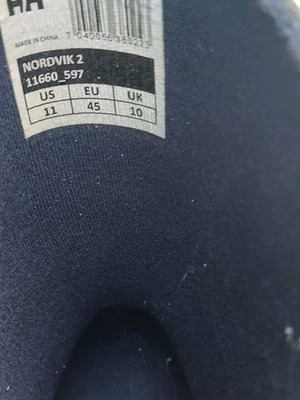 HH
MADE IN CHINA 7 040056 380223
NORDVIK 2
11660_597
US EU UK
11 45 10